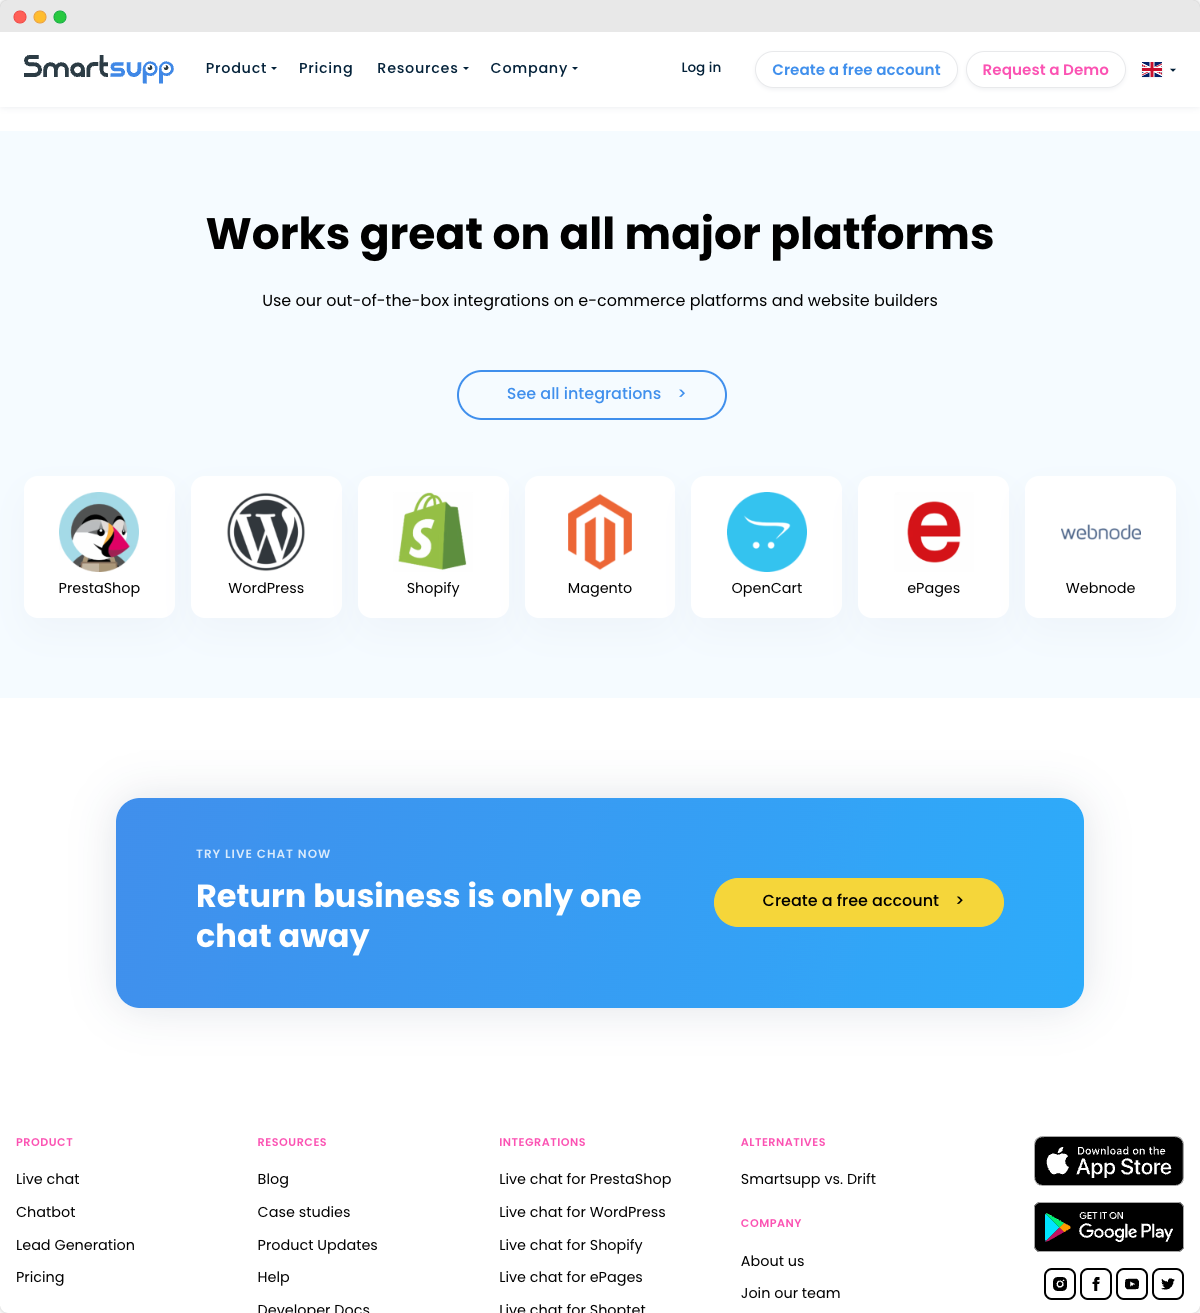 Smartsupp
Product
Pricing
Resources
Company
Log in
Create a free account
Request a Demo
Works great on all major platforms
Use our out-of-the-box integrations on e-commerce platforms and website builders
See all integrations >
PrestaShop
WordPress
Shopify
Magento
OpenCart
e
ePages
webnode
Webnode
TRY LIVE CHAT NOW
Return business is only one
chat away
Create a free account >
PRODUCT
Live chat
Chatbot
Lead Generation
Pricing
RESOURCES
Blog
Case studies
Product Updates
Help
Developer Docs
INTEGRATIONS
Live chat for PrestaShop
Live chat for WordPress
Live chat for Shopify
Live chat for ePages
Live chat for Shoptet
ALTERNATIVES
Smartsupp vs. Drift
COMPANY
About us
Join our team
Download on the
App Store
GET IT ON
Google Play